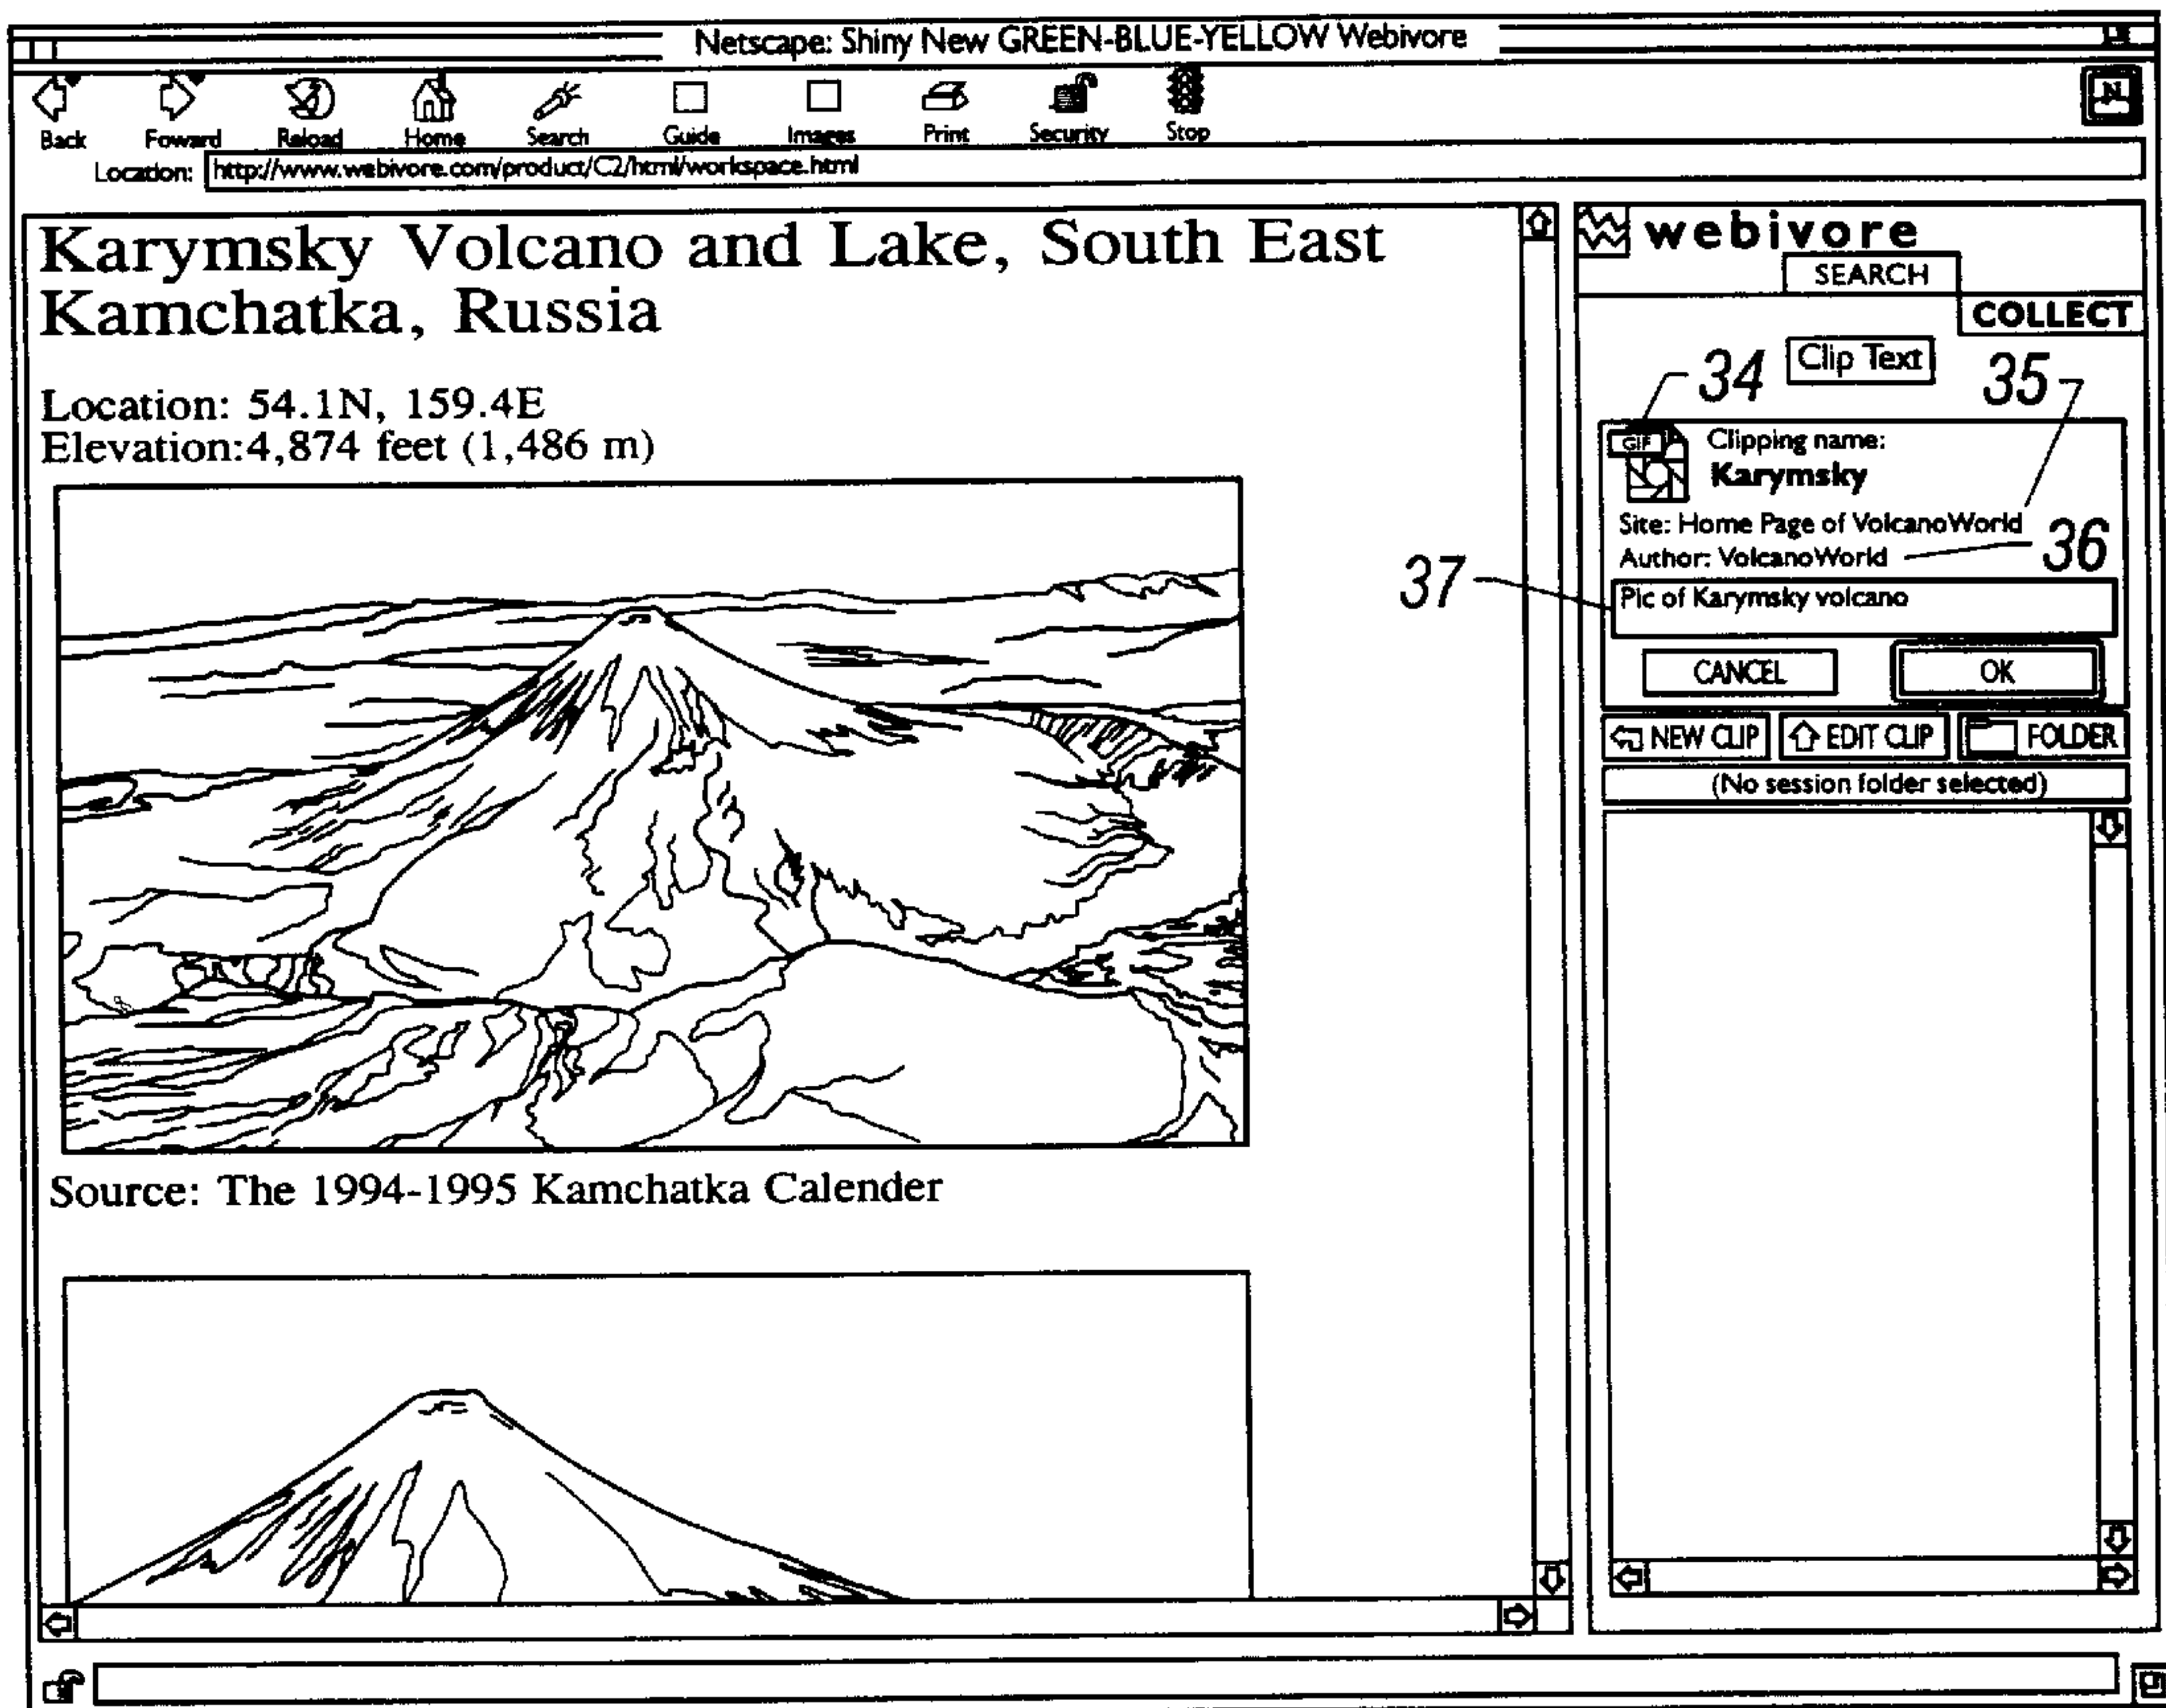 Netscape: Shiny New GREEN-BLUE-YELLOW Webivore
Back Foward Reload Home Search Guide Images Print Security Stop
N
Location: http://www.webivore.com/product/C2/html/workspace.html
Karymsky Volcano and Lake, South East
Kamchatka, Russia
Location: 54.1N, 159.4E
Elevation:4,874 feet (1,486 m)
Source: The 1994-1995 Kamchatka Calender
webivore
SEARCH
COLLECT
34 Clip Text 35
GIF Clipping name:
Karymsky
Site: Home Page of VolcanoWorld
Author: VolcanoWorld 36
37 Pic of Karymsky volcano
CANCEL OK
NEW CLIP EDIT CLIP FOLDER
(No session folder selected)